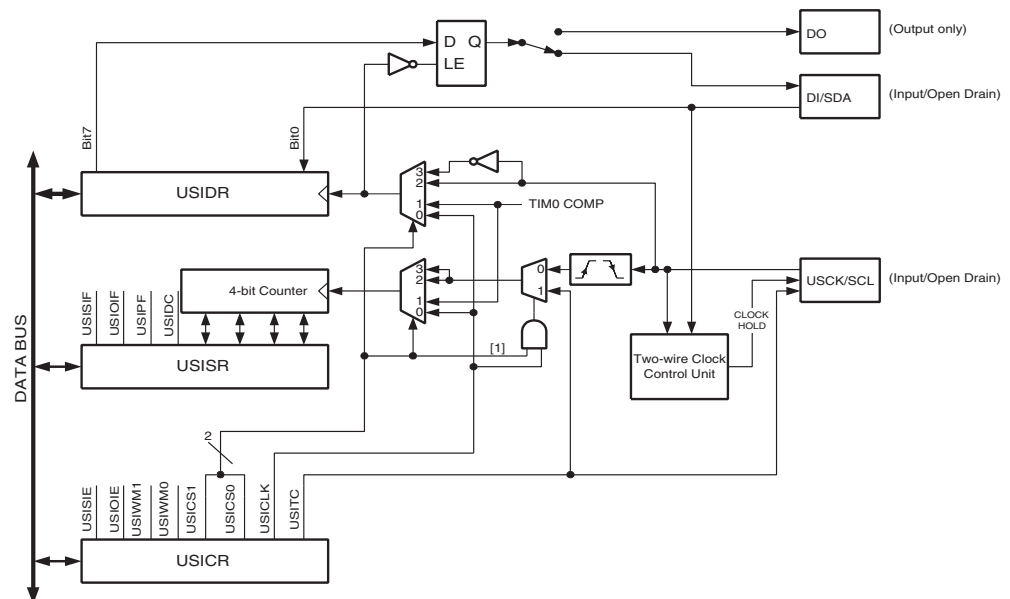 DO
(Output only)
D Q
LE
DI/SDA
(Input/Open Drain)
Bit7
Bit0
3
2
1
0
TIM0 COMP
USIDR
3
2
1
0
0
1
USCK/SCL
(Input/Open Drain)
4-bit Counter
USISIF
USIOIF
USIPF
USIDC
CLOCK
HOLD
[1]
Two-wire Clock
Control Unit
USISR
DATA BUS
2
USISIE
USIOIE
USIWM1
USIWM0
USICS1
USICS0
USICLK
USITC
USICR